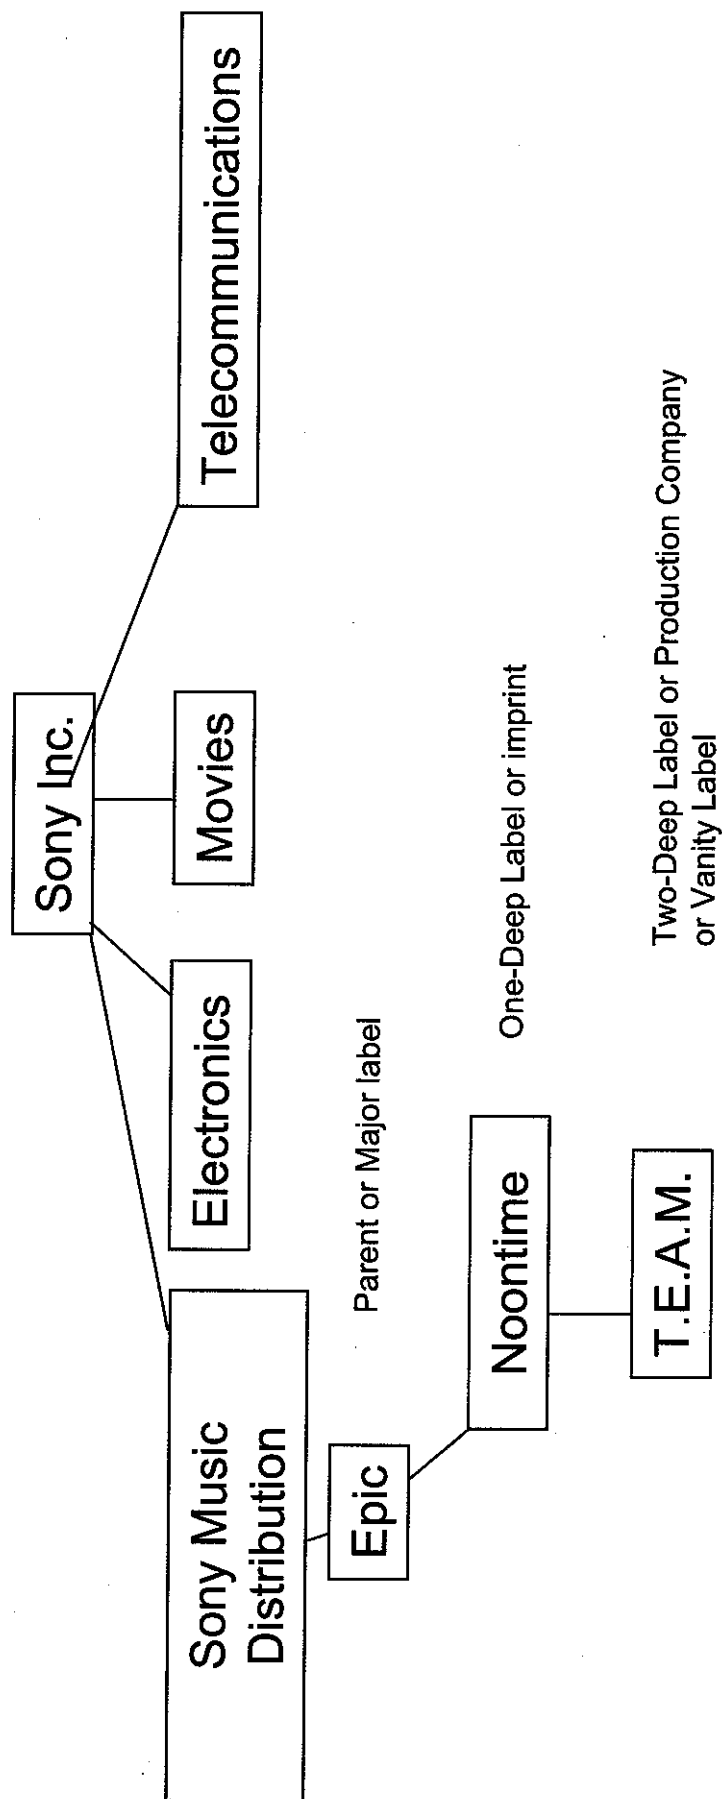 Sony Inc.
Sony Music
Distribution
Electronics
Movies
Telecommunications
Epic
Parent or Major label
Noontime
One-Deep Label or imprint
T.E.A.M.
Two-Deep Label or Production Company
or Vanity Label